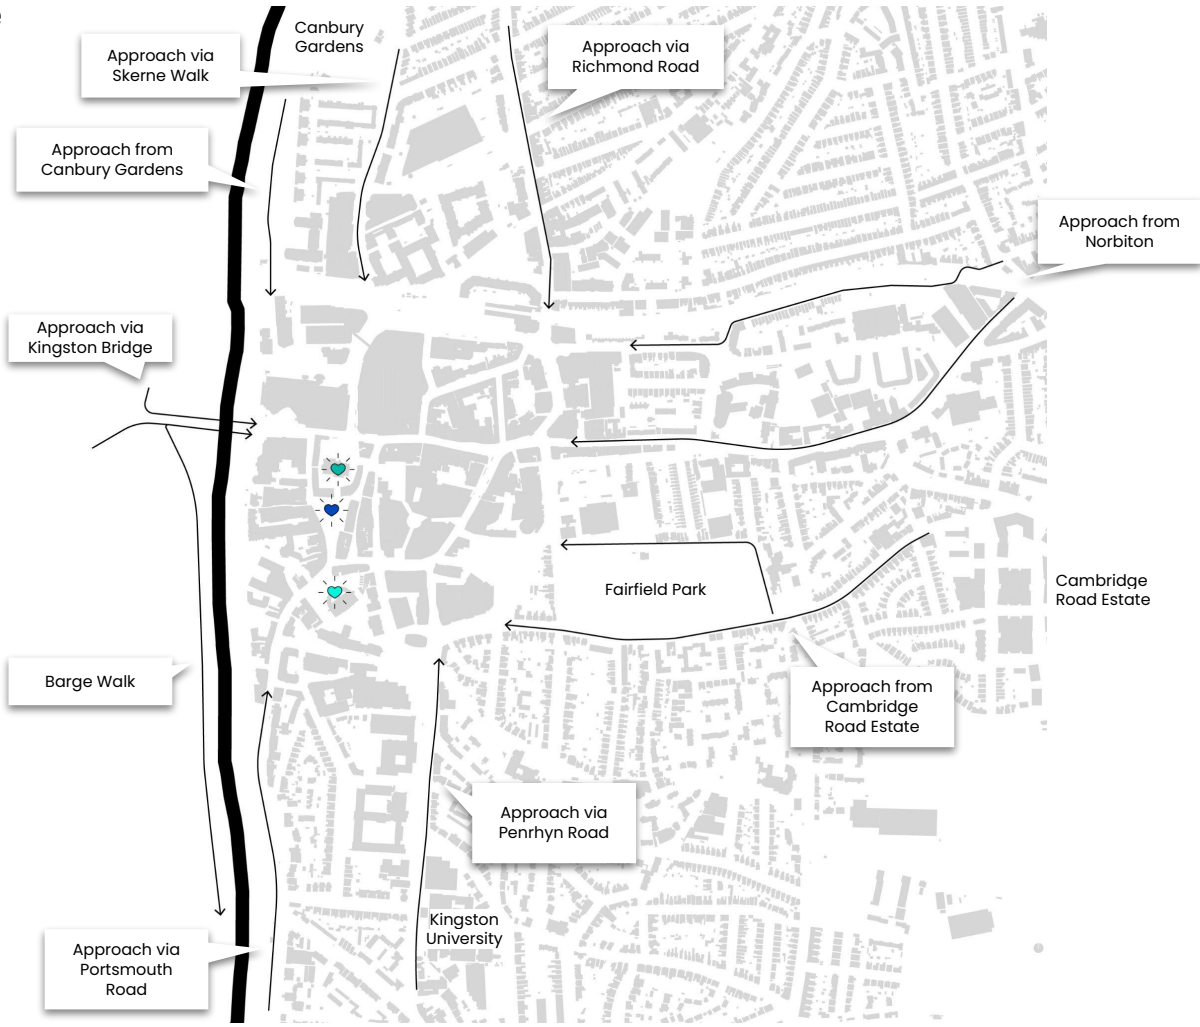 Canbury
Gardens
Approach via
Skerne Walk
Approach via
Richmond Road
Approach from
Canbury Gardens
Approach from
Norbiton
Approach via
Kingston Bridge
Fairfield Park
Cambridge
Road Estate
Barge Walk
Approach from
Cambridge
Road Estate
Approach via
Penrhyn Road
Kingston
University
Approach via
Portsmouth
Road